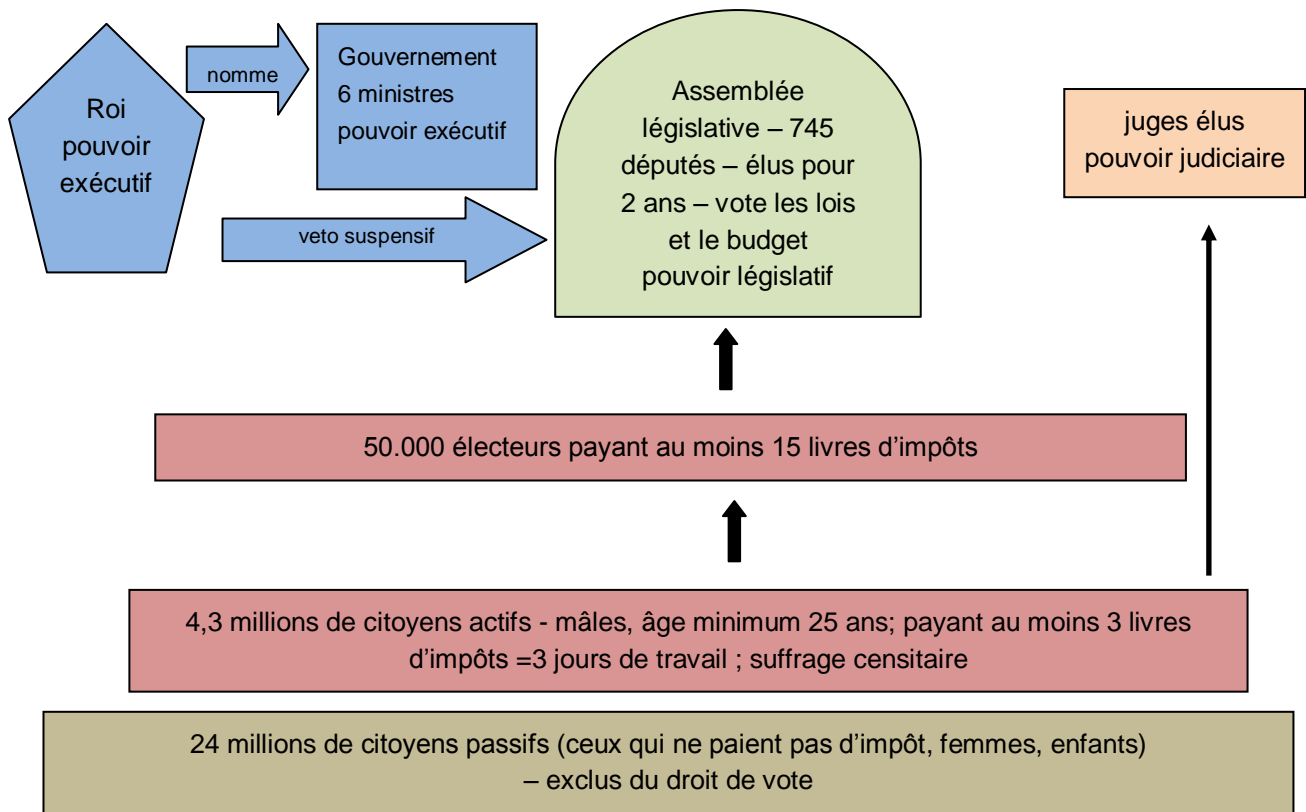 Roi
pouvoir
exécutif
nomme
Gouvernement
6 ministres
pouvoir exécutif
veto suspensif
Assemblée
législative – 745
députés – élus pour
2 ans – vote les lois
et le budget
pouvoir législatif
juges élus
pouvoir judiciaire
50.000 électeurs payant au moins 15 livres d’impôts
4,3 millions de citoyens actifs - mâles, âge minimum 25 ans; payant au moins 3 livres
d’impôts =3 jours de travail ; suffrage censitaire
24 millions de citoyens passifs (ceux qui ne paient pas d’impôt, femmes, enfants)
– exclus du droit de vote